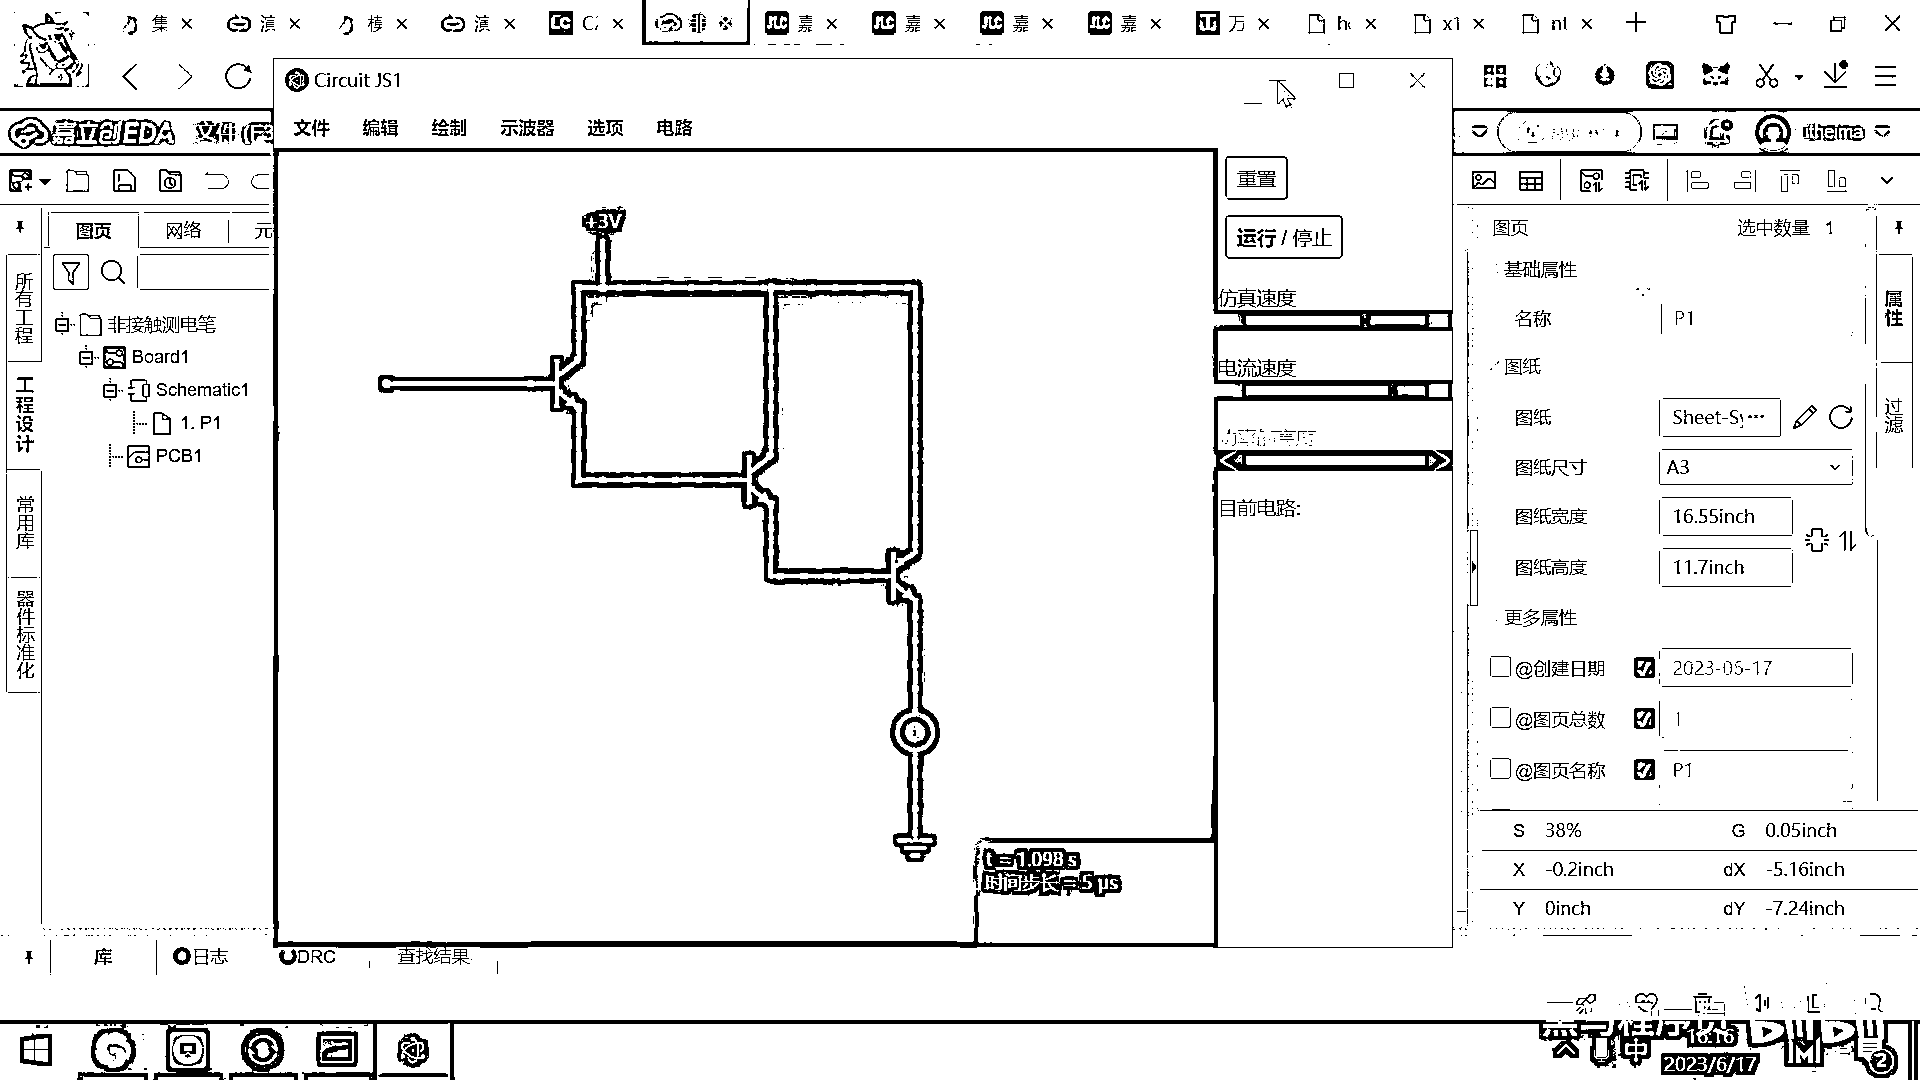 集
滇
棱
滇
嘉
嘉
嘉
嘉
万
x1
Circuit JS1
文件 编辑 绘制 示波器 选项 电路
嘉立创EDA 文件(F3
图页 网络 元
所有工程
工程设计
常用库
器件标准化
非接触测电笔
Board1
Schematic1
1. P1
PCB1
+3V
t = 1.098 s
时间步长 = 5 μs
重置
运行 / 停止
仿真速度
电流速度
目前电路:
图页 选中数量 1
基础属性
名称 P1
图纸
图纸 Sheet-Sy···
图纸尺寸 A3
图纸宽度 16.55inch
图纸高度 11.7inch
更多属性
@创建日期 2023-06-17
@图页总数 1
@图页名称 P1
属性
过滤
S 38% G 0.05inch
X -0.2inch dX -5.16inch
Y 0inch dY -7.24inch
库 日志 DRC 查找结果
中
16:16
2023/6/17
2